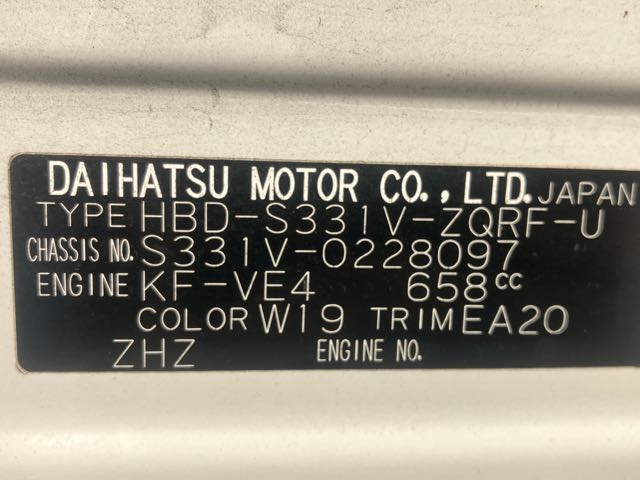 DAIHATSU MOTOR CO., LTD. JAPAN
TYPE HBD-S331V-ZQRF-U
CHASSIS NO. S331V-0228097
ENGINE KF-VE4 658cc
COLOR W19 TRIM EA20
ZHZ ENGINE NO.